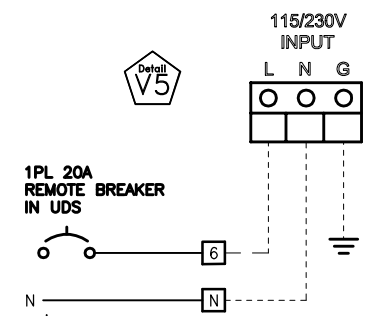 115/230V
INPUT
L N G
Detail
V5
1PL 20A
REMOTE BREAKER
IN UDS
6
N N